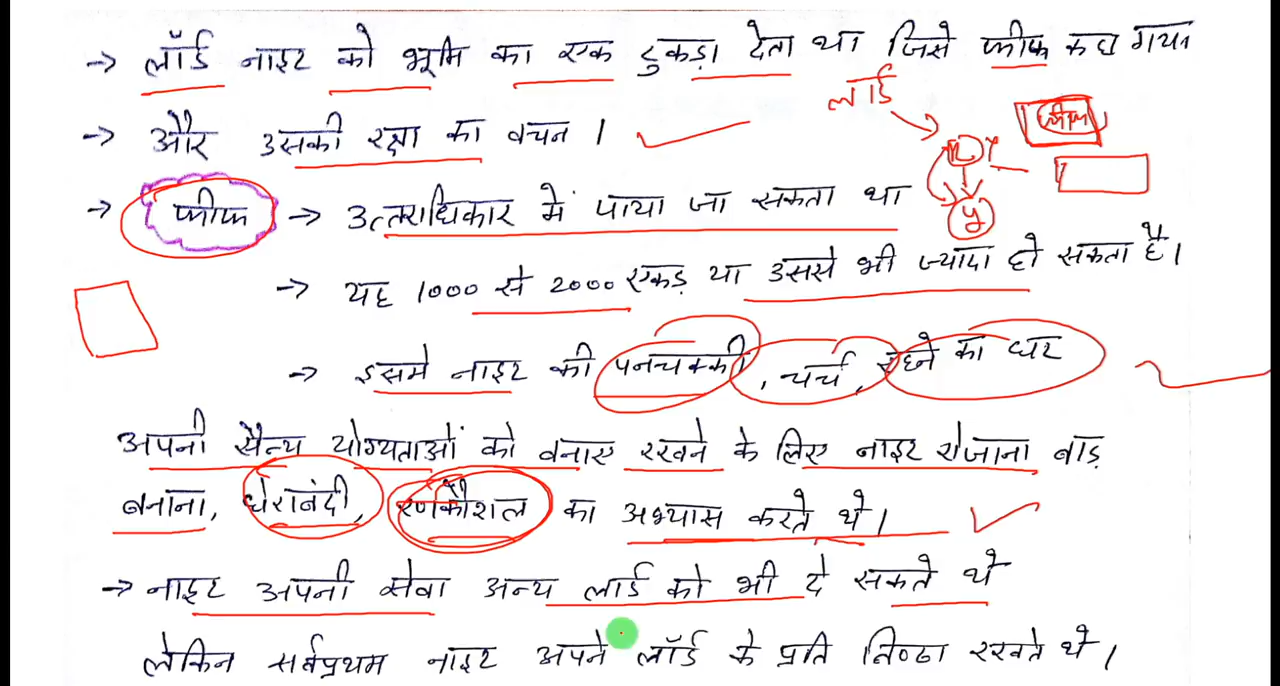 → लॉर्ड नाइट को भूमि का एक टुकड़ा देता था जिसे फीफ कहा गया
लार्ड
→ और उसकी रक्षा का वचन ।
फीफ
→ फीफ → उत्तराधिकार में पाया जा सकता था
y
→ यह 1000 से 2000 एकड़ या उससे भी ज्यादा हो सकता है।
→ इसमे नाइट की पनचक्की, चर्च, रहने का घर
अपनी सैन्य योग्यताओं को बनाए रखने के लिए नाइट रोजाना बाड़
बनाना, घेराबंदी, रणकौशल का अभ्यास करते थे।
→ नाइट अपनी सेवा अन्य लार्ड को भी दे सकते थे
लेकिन सर्वप्रथम नाइट अपने लॉर्ड के प्रति निष्ठा रखते थे।